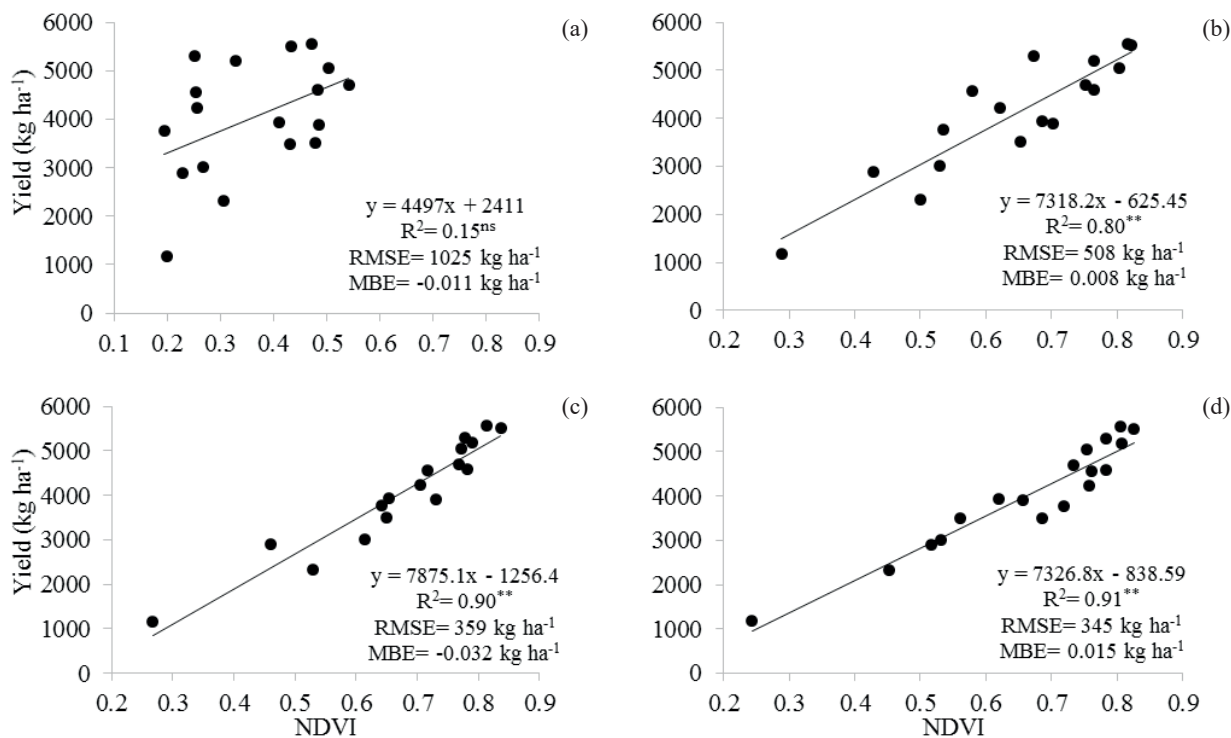 (a)
Yield (kg ha-1)
6000
5000
4000
3000
2000
1000
0
y = 4497x + 2411
R2= 0.15ns
RMSE= 1025 kg ha-1
MBE= -0.011 kg ha-1
0.1 0.2 0.3 0.4 0.5 0.6 0.7 0.8 0.9
(b)
6000
5000
4000
3000
2000
1000
0
y = 7318.2x - 625.45
R2= 0.80**
RMSE= 508 kg ha-1
MBE= 0.008 kg ha-1
0.2 0.3 0.4 0.5 0.6 0.7 0.8 0.9
(c)
Yield (kg ha-1)
6000
5000
4000
3000
2000
1000
0
y = 7875.1x - 1256.4
R2= 0.90**
RMSE= 359 kg ha-1
MBE= -0.032 kg ha-1
0.2 0.3 0.4 0.5 0.6 0.7 0.8 0.9
NDVI
(d)
6000
5000
4000
3000
2000
1000
0
y = 7326.8x - 838.59
R2= 0.91**
RMSE= 345 kg ha-1
MBE= 0.015 kg ha-1
0.2 0.3 0.4 0.5 0.6 0.7 0.8 0.9
NDVI